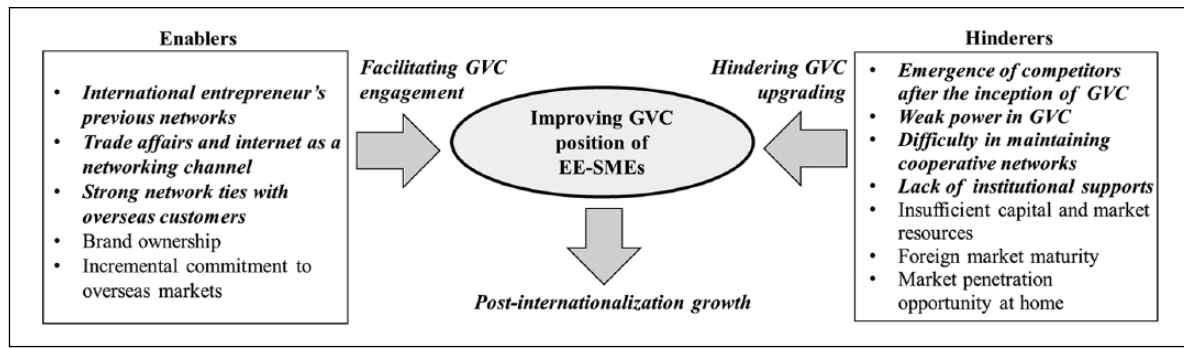 Enablers
• International entrepreneur's
previous networks
• Trade affairs and internet as a
networking channel
• Strong network ties with
overseas customers
• Brand ownership
• Incremental commitment to
overseas markets
Facilitating GVC
engagement
Improving GVC
position of
EE-SMEs
Post-internationalization growth
Hindering GVC
upgrading
Hinderers
• Emergence of competitors
after the inception of GVC
• Weak power in GVC
• Difficulty in maintaining
cooperative networks
• Lack of institutional supports
• Insufficient capital and market
resources
• Foreign market maturity
• Market penetration
opportunity at home